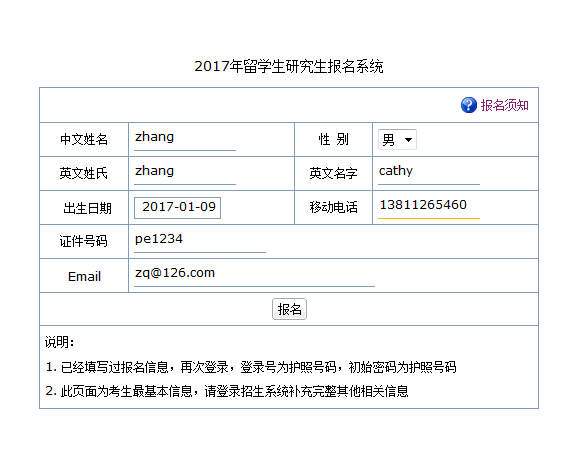 2017年留学生研究生报名系统
报名须知
中文姓名 zhang 性 别 男
英文姓氏 zhang 英文名字 cathy
出生日期 2017-01-09 移动电话 13811265460
证件号码 pe1234
Email zq@126.com
报名
说明：
1. 已经填写过报名信息，再次登录，登录号为护照号码，初始密码为护照号码
2. 此页面为考生最基本信息，请登录招生系统补充完整其他相关信息